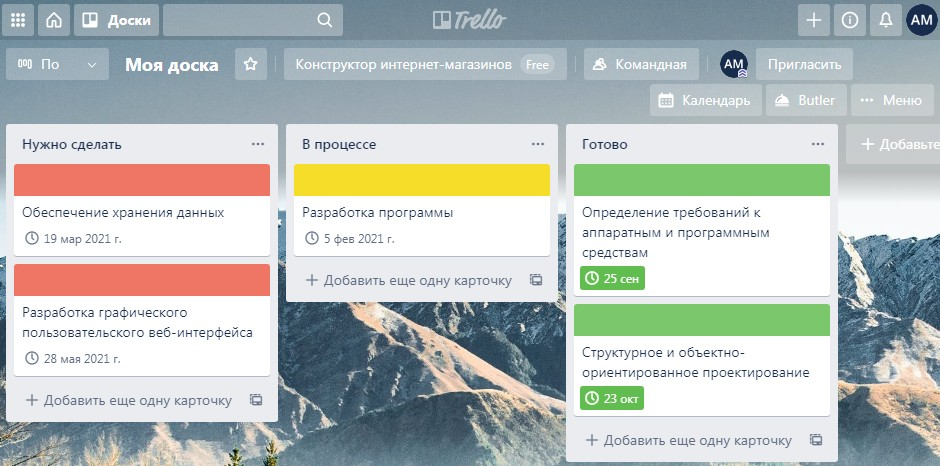 Доски
Trello
AM
По
Моя доска
Конструктор интернет-магазинов Free
Командная
AM
Пригласить
Календарь
Butler
Меню
Нужно сделать
Обеспечение хранения данных
19 мар 2021 г.
Разработка графического
пользовательского веб-интерфейса
28 мая 2021 г.
+ Добавить еще одну карточку
В процессе
Разработка программы
5 фев 2021 г.
+ Добавить еще одну карточку
Готово
Определение требований к
аппаратным и программным
средствам
25 сен
Структурное и объектно-
ориентированное проектирование
23 окт
+ Добавить еще одну карточку
+ Добавьте